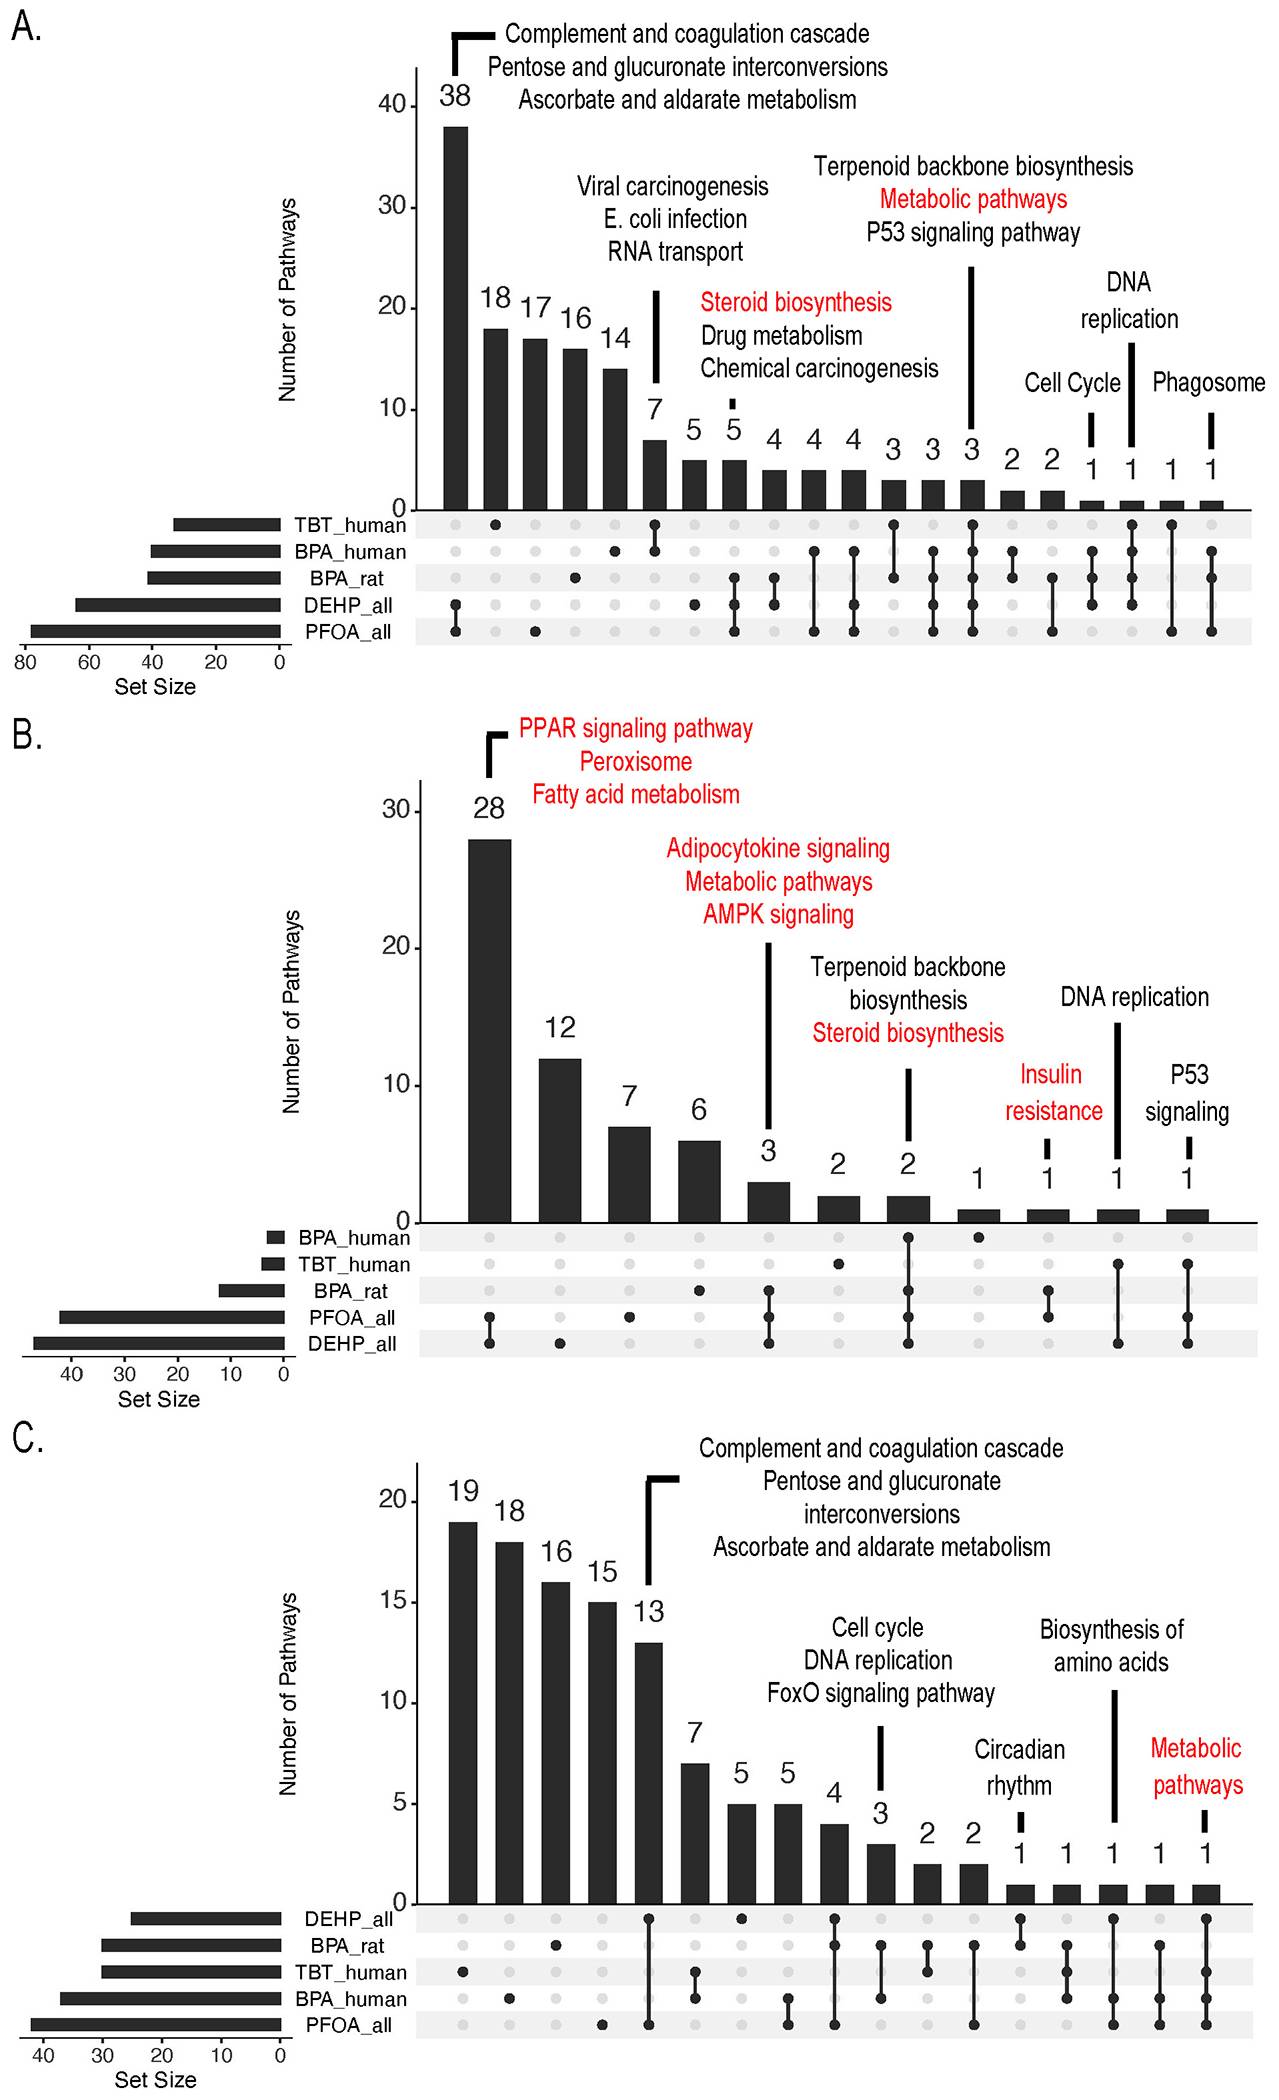 A.
Complement and coagulation cascade
Pentose and glucuronate interconversions
Ascorbate and aldarate metabolism
Viral carcinogenesis
E. coli infection
RNA transport
Steroid biosynthesis
Drug metabolism
Chemical carcinogenesis
Terpenoid backbone biosynthesis
Metabolic pathways
P53 signaling pathway
DNA
replication
Cell Cycle
Phagosome
Number of Pathways
40
30
20
10
0
38 18 17 16 14 7 5 5 4 4 4 3 3 3 2 2 1 1 1 1
TBT_human
BPA_human
BPA_rat
DEHP_all
PFOA_all
80 60 40 20 0
Set Size
B.
PPAR signaling pathway
Peroxisome
Fatty acid metabolism
Adipocytokine signaling
Metabolic pathways
AMPK signaling
Terpenoid backbone
biosynthesis
Steroid biosynthesis
Insulin
resistance
DNA replication
P53
signaling
Number of Pathways
30
20
10
0
28 12 7 6 3 2 2 1 1 1 1
BPA_human
TBT_human
BPA_rat
PFOA_all
DEHP_all
40 30 20 10 0
Set Size
C.
Complement and coagulation cascade
Pentose and glucuronate
interconversions
Ascorbate and aldarate metabolism
Cell cycle
DNA replication
FoxO signaling pathway
Circadian
rhythm
Biosynthesis of
amino acids
Metabolic
pathways
Number of Pathways
20
15
10
5
0
19 18 16 15 13 7 5 5 4 3 2 2 1 1 1 1 1
DEHP_all
BPA_rat
TBT_human
BPA_human
PFOA_all
40 30 20 10 0
Set Size